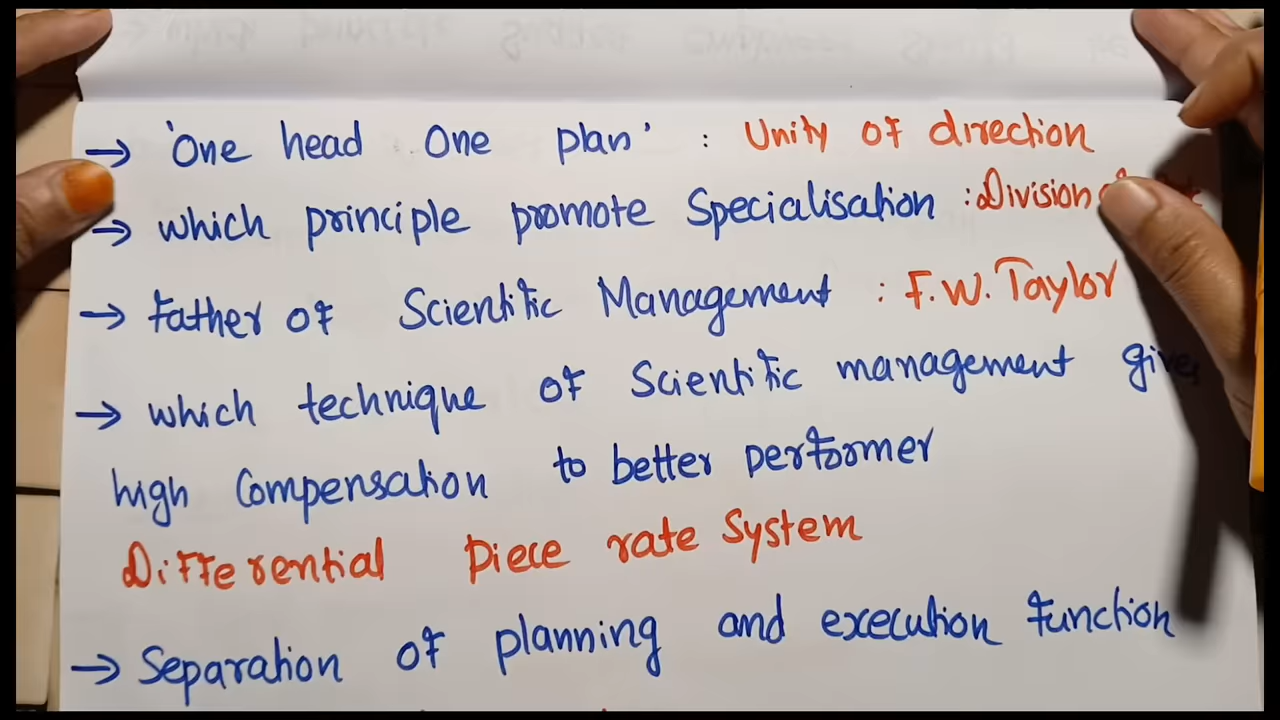 → 'One head One plan' : Unity of direction
→ which principle promote Specialisation : Division
→ Father of Scientific Management : F.W. Taylor
→ which technique of Scientific management gives
high Compensation to better performer
Differential Piece rate System
→ Separation of planning and execution function